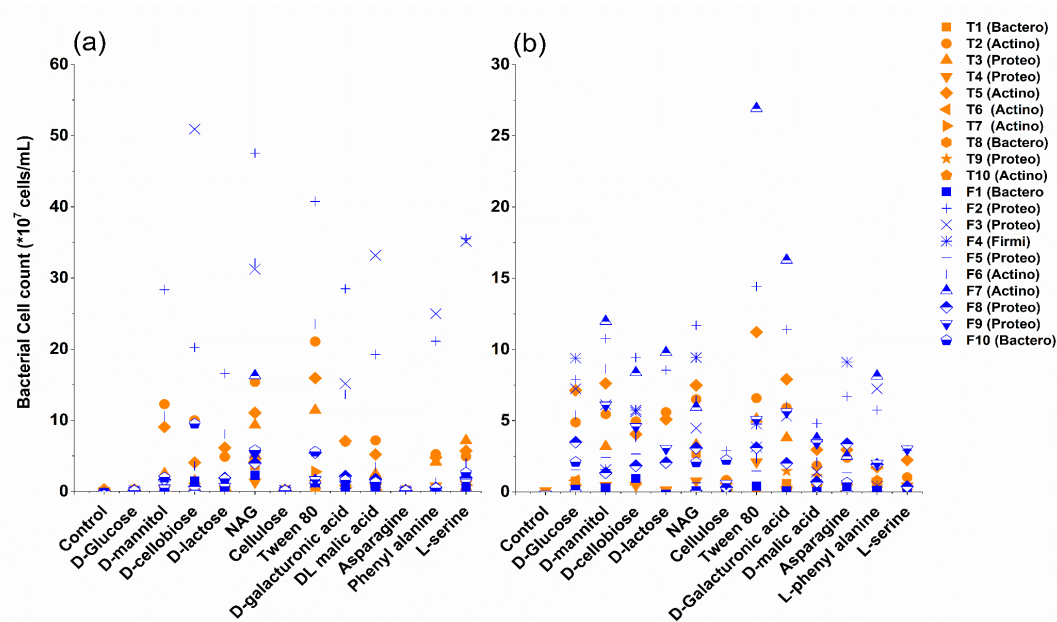 (a)
(b)
Bacterial Cell count (*10^7 cells/mL)
60
50
40
30
20
10
0
Control
D-Glucose
D-mannitol
D-cellobiose
D-lactose
NAG
Cellulose
Tween 80
D-galacturonic acid
DL malic acid
Asparagine
Phenyl alanine
L-serine
30
25
20
15
10
5
0
Control
D-Glucose
D-mannitol
D-cellobiose
D-lactose
NAG
Cellulose
Tween 80
D-Galacturonic acid
D-malic acid
Asparagine
L-phenyl alanine
L-serine
T1 (Bactero)
T2 (Actino)
T3 (Proteo)
T4 (Proteo)
T5 (Actino)
T6 (Actino)
T7 (Actino)
T8 (Bactero)
T9 (Proteo)
T10 (Actino)
F1 (Bactero
F2 (Proteo)
F3 (Proteo)
F4 (Firmi)
F5 (Proteo)
F6 (Actino)
F7 (Actino)
F8 (Proteo)
F9 (Proteo)
F10 (Bactero)